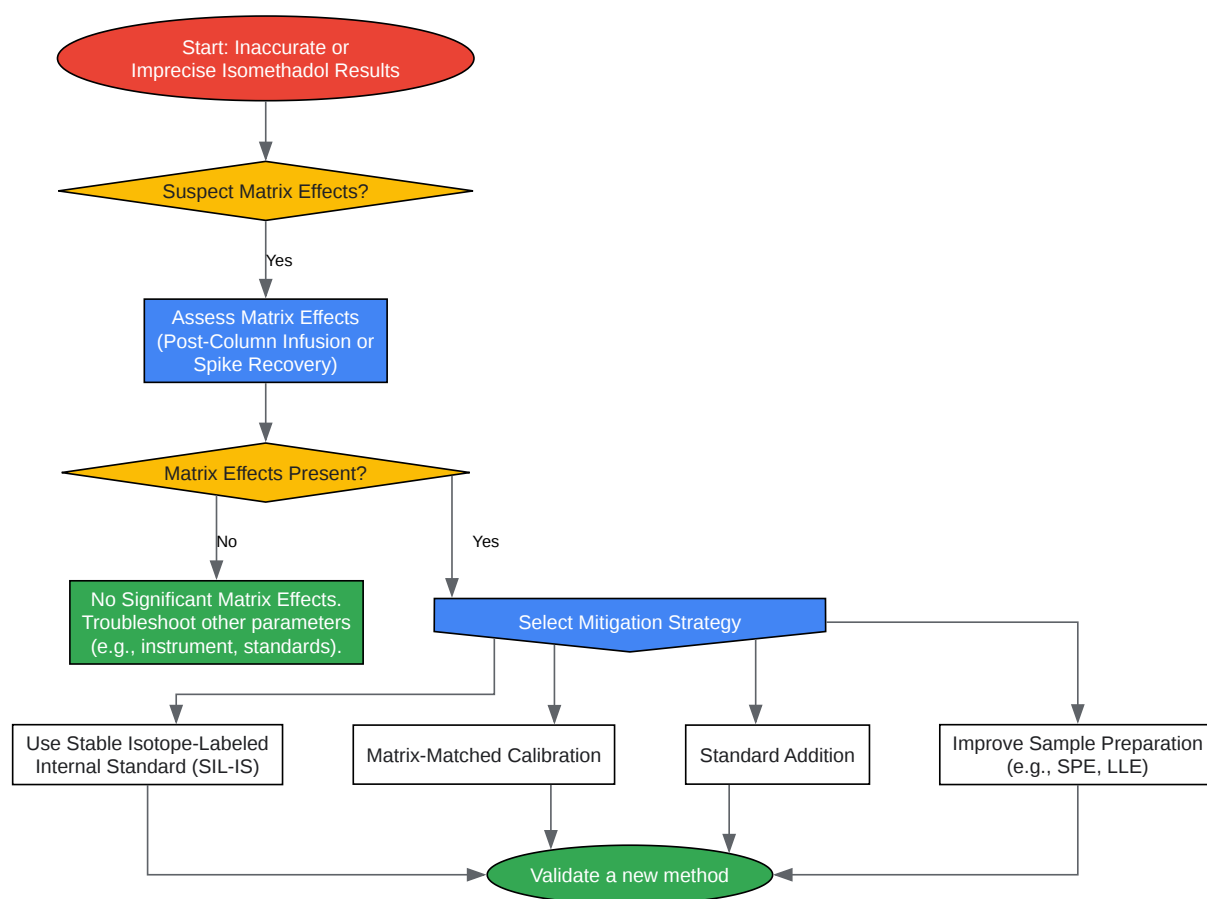 Start: Inaccurate or
Imprecise Isomethadol Results
Suspect Matrix Effects?
Yes
Assess Matrix Effects
(Post-Column Infusion or
Spike Recovery)
Matrix Effects Present?
No
Yes
No Significant Matrix Effects.
Troubleshoot other parameters
(e.g., instrument, standards).
Select Mitigation Strategy
Use Stable Isotope-Labeled
Internal Standard (SIL-IS)
Matrix-Matched Calibration
Standard Addition
Improve Sample Preparation
(e.g., SPE, LLE)
Validate a new method